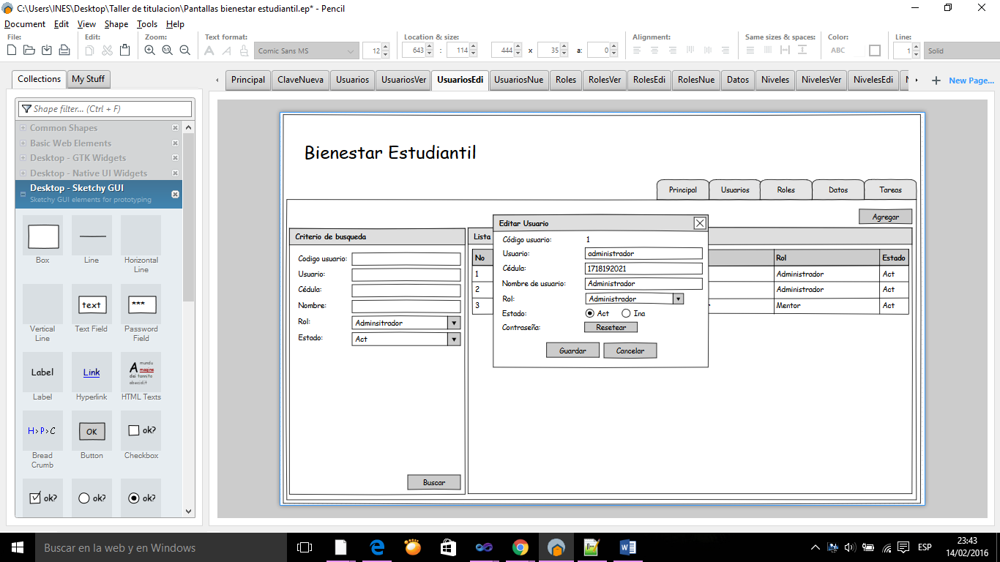 C:\Users\INES\Desktop\Taller de titulacion\Pantallas bienestar estudiantil.ep* - Pencil
Document Edit View Shape Tools Help
File: Edit: Zoom: Text format: Location & size: Alignment: Same sizes & spaces: Color: Line:
Comic Sans MS 12 643 : 114 444 x 35 a: 0 ABC 1 Solid
Collections My Stuff
Principal ClaveNueva Usuarios UsuariosVer UsuariosEdi UsuariosNue Roles RolesVer RolesEdi RolesNue Datos Niveles NivelesVer NivelesEdi New Page...
Shape filter... (Ctrl + F)
Common Shapes
Basic Web Elements
Desktop - GTK Widgets
Desktop - Native UI Widgets
Desktop - Sketchy GUI
Sketchy GUI elements for prototyping
Box Line Horizontal Line
text ***
Vertical Line Text Field Password Field
Label Link A mundu magine dei tannito abucidit
Label Hyperlink HTML Texts
H>P>C OK ok?
Bread Crumb Button Checkbox
ok? ok? ok?
Bienestar Estudiantil
Principal Usuarios Roles Datos Tareas
Agregar
Criterio de busqueda
Codigo usuario:
Usuario:
Cédula:
Nombre:
Rol: Adminsitrador
Estado: Act
Buscar
Lista
No Rol Estado
1 Administrador Act
2 Administrador Act
3 Mentor Act
Editar Usuario
Código usuario: 1
Usuario: administrador
Cédula: 1718192021
Nombre de usuario: Administrador
Rol: Administrador
Estado: Act Ina
Contraseña: Resetear
Guardar Cancelar
Buscar en la web y en Windows
ESP
23:43
14/02/2016